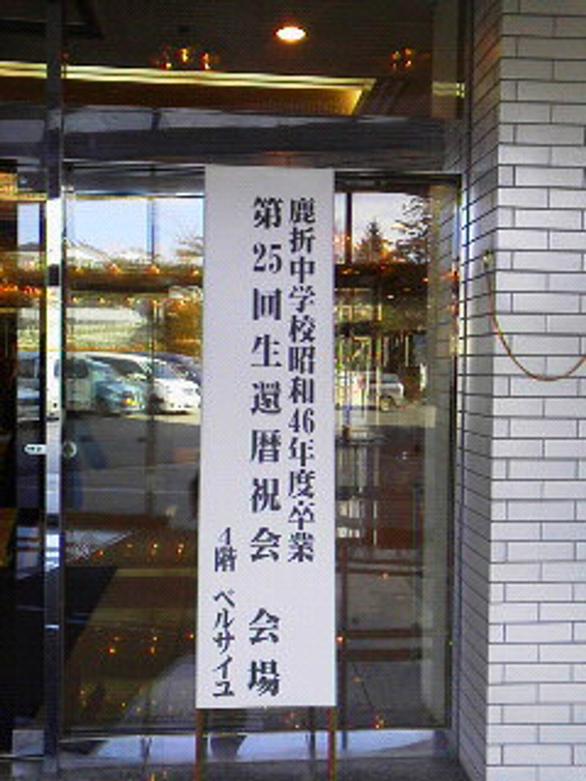 鹿折中学校昭和46年度卒業
第25回生還暦祝会 会場
4階 ベルサイユ